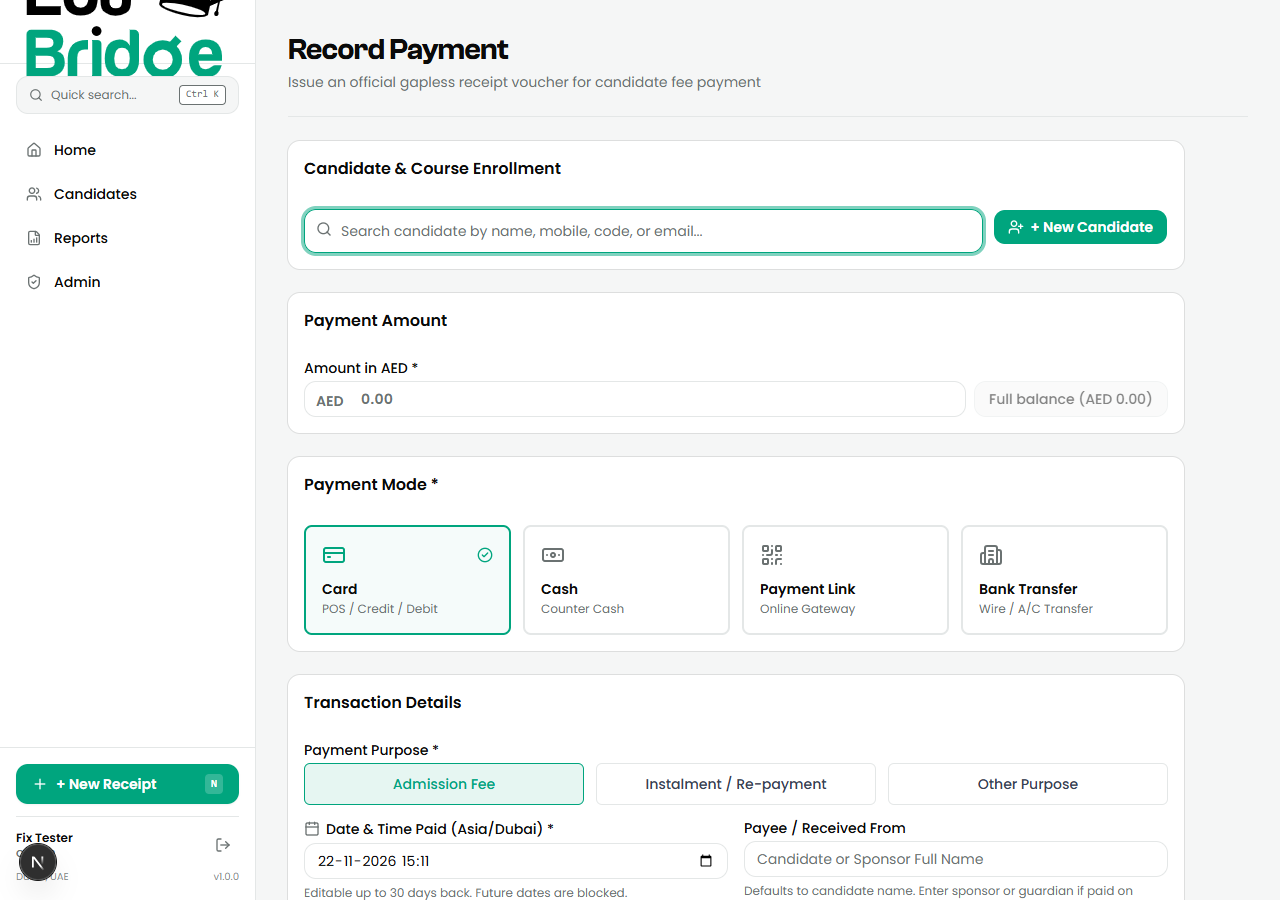 Bridge
Quick search...
Ctrl K
Home
Candidates
Reports
Admin
+ New Receipt
N
Fix Tester
N
UAE
v1.0.0
Record Payment
Issue an official gapless receipt voucher for candidate fee payment
Candidate & Course Enrollment
Search candidate by name, mobile, code, or email...
+ New Candidate
Payment Amount
Amount in AED *
AED
0.00
Full balance (AED 0.00)
Payment Mode *
Card
POS / Credit / Debit
Cash
Counter Cash
Payment Link
Online Gateway
Bank Transfer
Wire / A/C Transfer
Transaction Details
Payment Purpose *
Admission Fee
Instalment / Re-payment
Other Purpose
Date & Time Paid (Asia/Dubai) *
22-11-2026 15:11
Editable up to 30 days back. Future dates are blocked.
Payee / Received From
Candidate or Sponsor Full Name
Defaults to candidate name. Enter sponsor or guardian if paid on